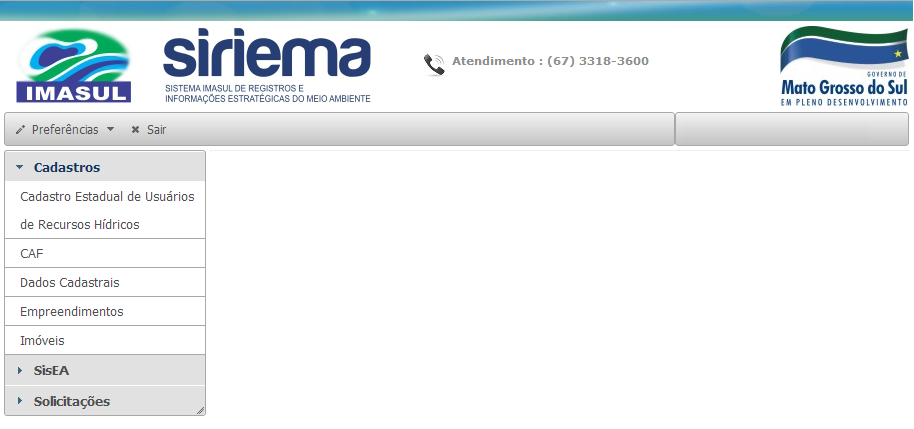 IMASUL
siriema
SISTEMA IMASUL DE REGISTROS E
INFORMAÇÕES ESTRATÉGICAS DO MEIO AMBIENTE
Atendimento : (67) 3318-3600
GOVERNO DE
Mato Grosso do Sul
EM PLENO DESENVOLVIMENTO
Preferências
Sair
Cadastros
Cadastro Estadual de Usuários
de Recursos Hídricos
CAF
Dados Cadastrais
Empreendimentos
Imóveis
SisEA
Solicitações